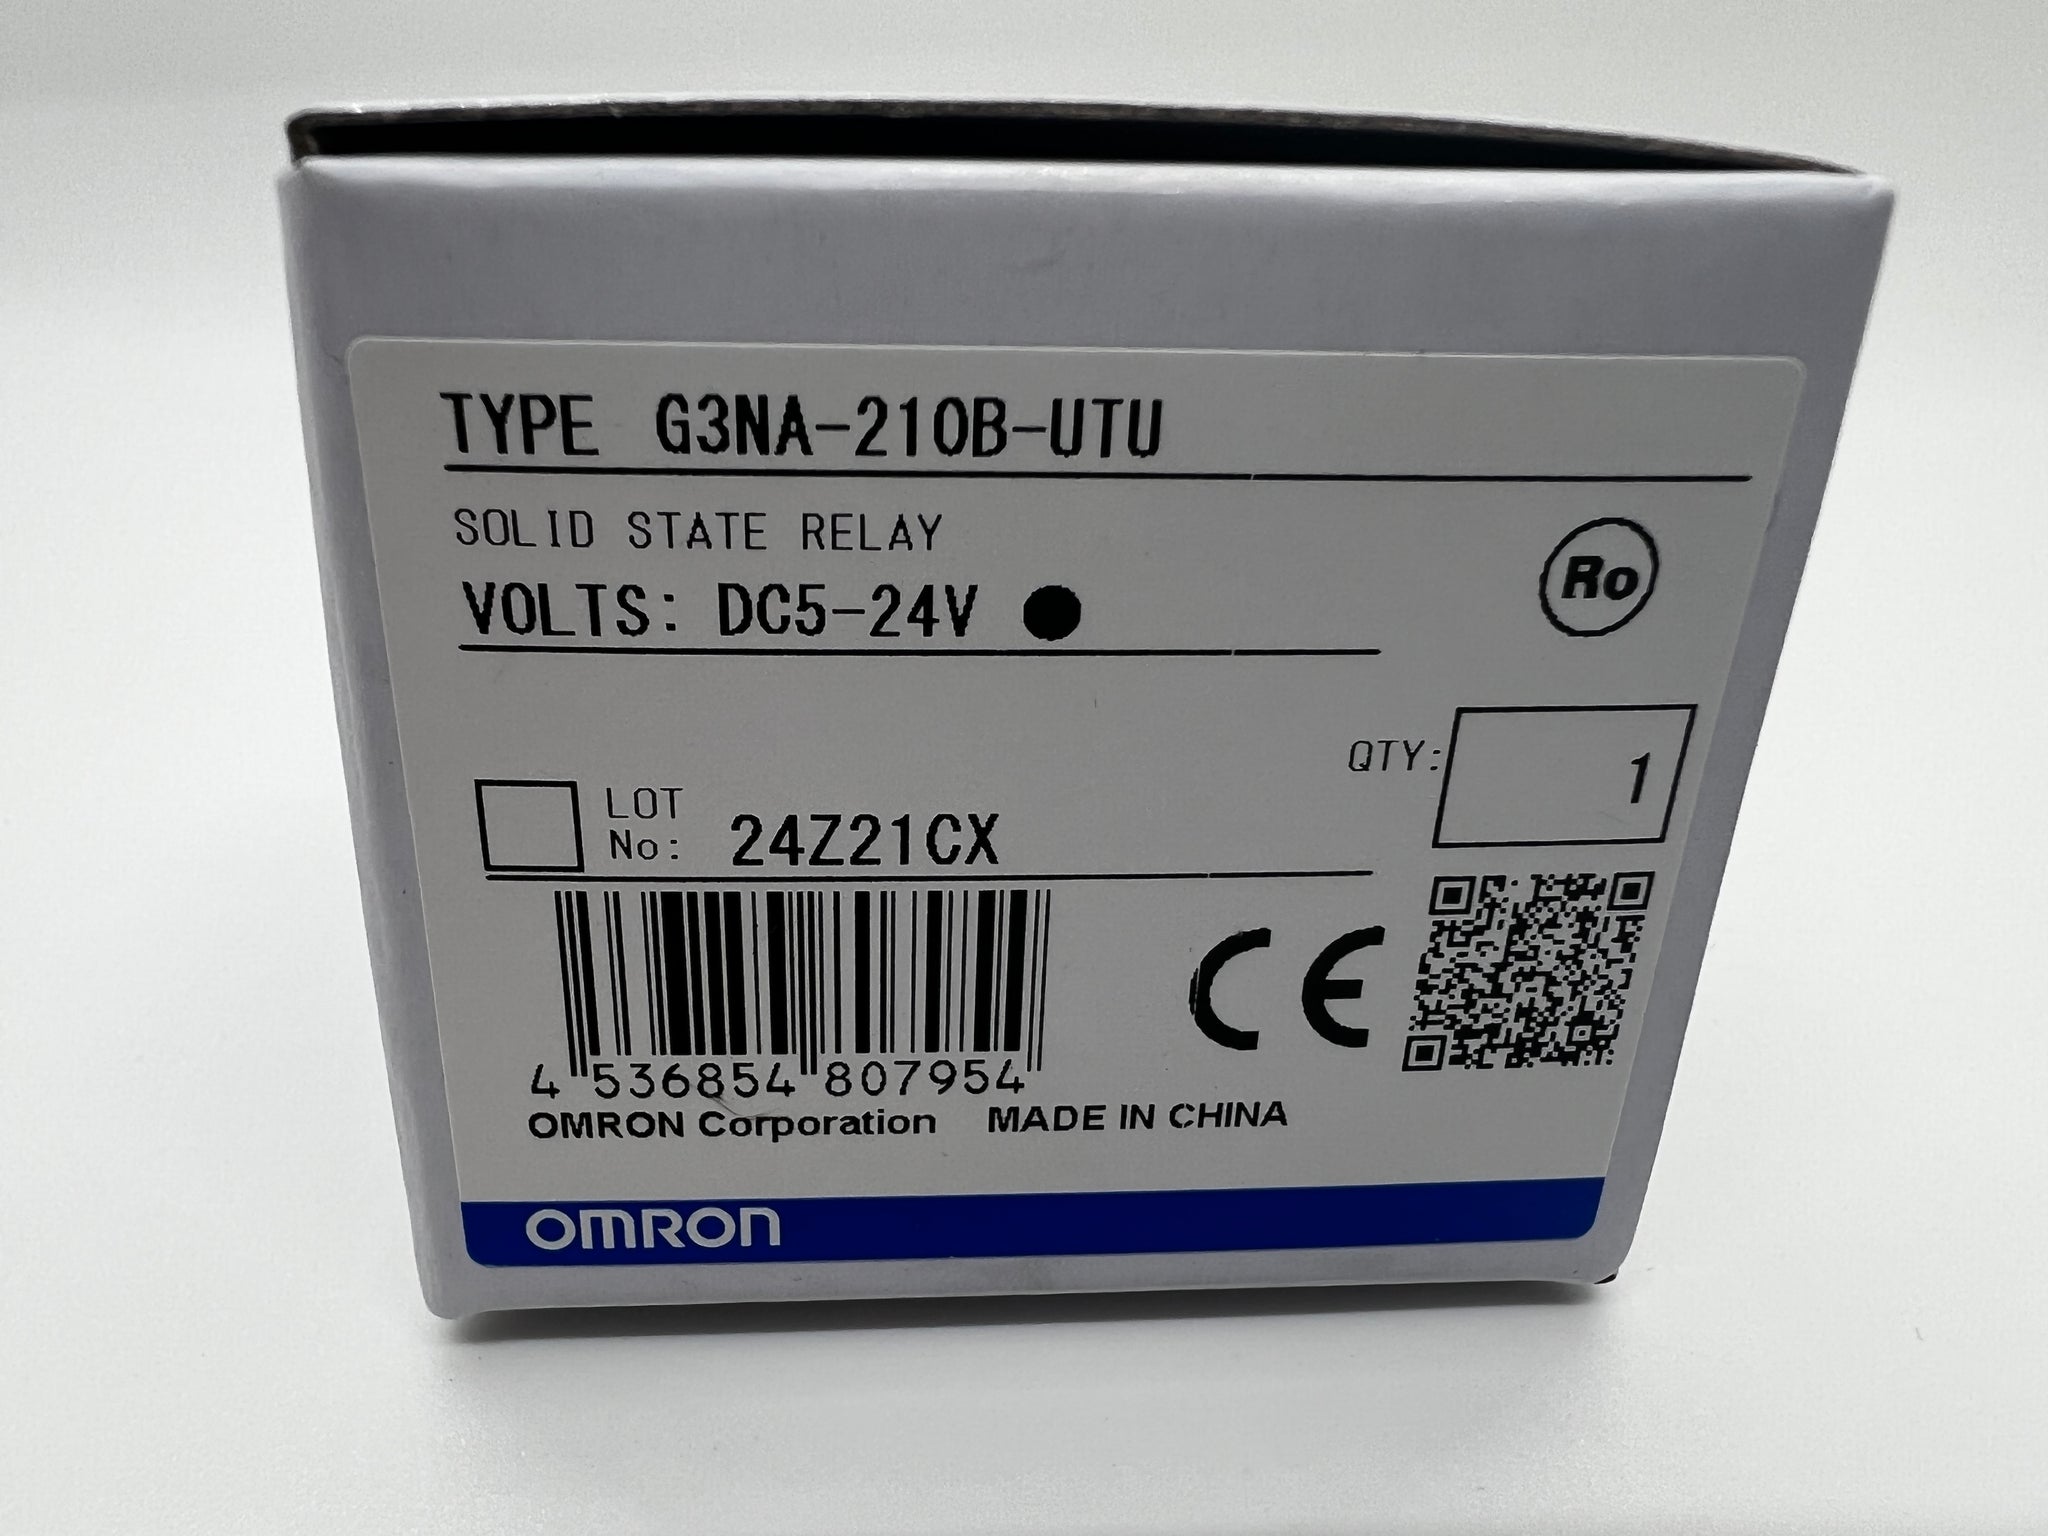 TYPE G3NA-210B-UTU
SOLID STATE RELAY
VOLTS: DC5-24V ●
Ro
QTY: 1
LOT
No: 24Z21CX
CE
4 536854 807954
OMRON Corporation MADE IN CHINA
OMRON